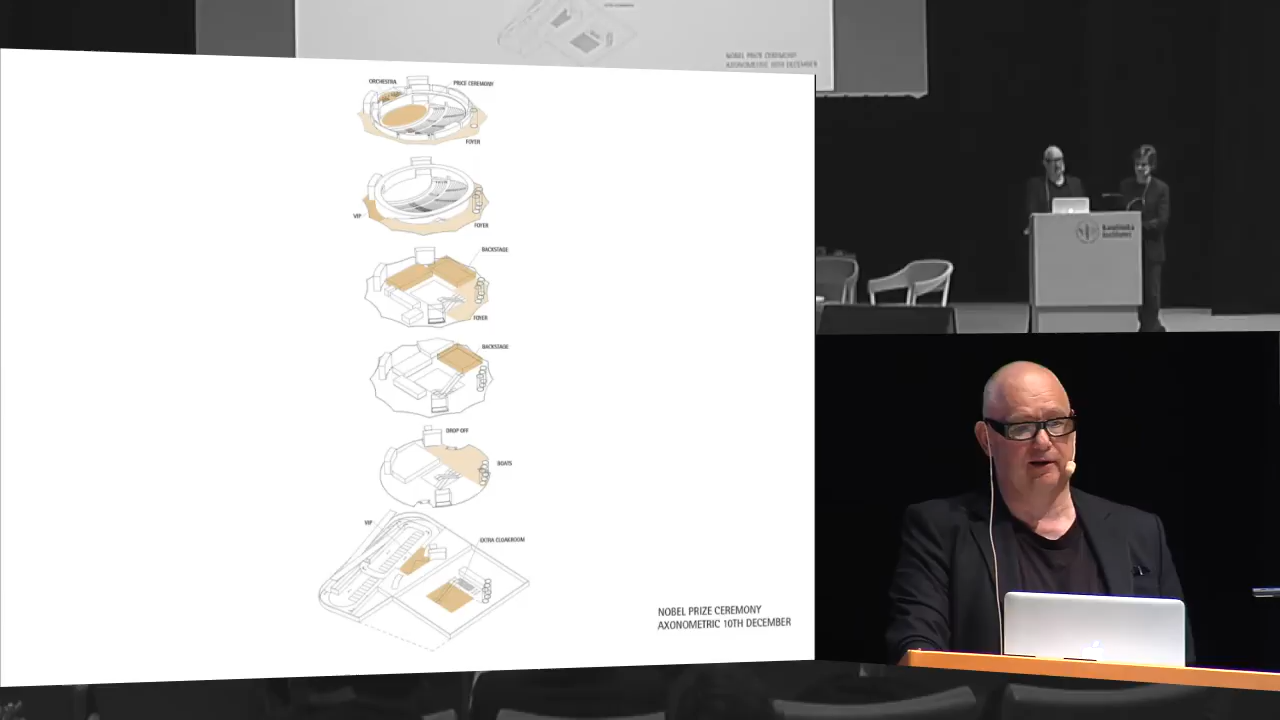 NOBEL PRIZE CEREMONY
AXONOMETRIC 10TH DECEMBER
ORCHESTRA
PRICE CEREMONY
FOYER
VIP
FOYER
BACKSTAGE
FOYER
BACKSTAGE
DROP OFF
BOATS
VIP
EXTRA CLOAKROOM
NOBEL PRIZE CEREMONY
AXONOMETRIC 10TH DECEMBER
Karolinska
Institutet